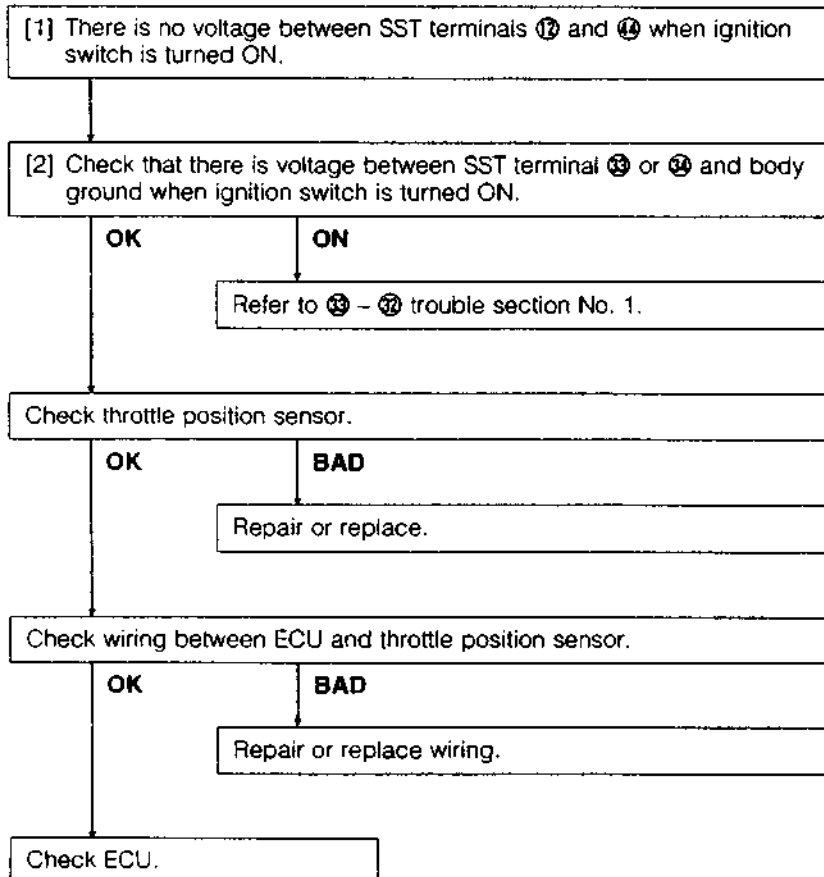 [1] There is no voltage between SST terminals ⑫ and ㊹ when ignition
switch is turned ON.
[2] Check that there is voltage between SST terminal ㉝ or ㉞ and body
ground when ignition switch is turned ON.
OK ON
Refer to ㉝ – ㉜ trouble section No. 1.
Check throttle position sensor.
OK BAD
Repair or replace.
Check wiring between ECU and throttle position sensor.
OK BAD
Repair or replace wiring.
Check ECU.